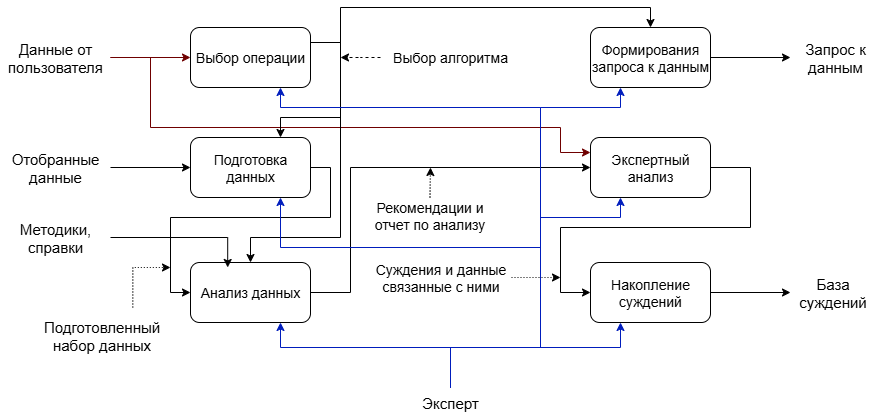 Данные от
пользователя
Выбор операции
Выбор алгоритма
Формирования
запроса к данным
Запрос к
данным
Отобранные
данные
Подготовка
данных
Экспертный
анализ
Рекомендации и
отчет по анализу
Методики,
справки
Анализ данных
Суждения и данные
связанные с ними
Накопление
суждений
База
суждений
Подготовленный
набор данных
Эксперт